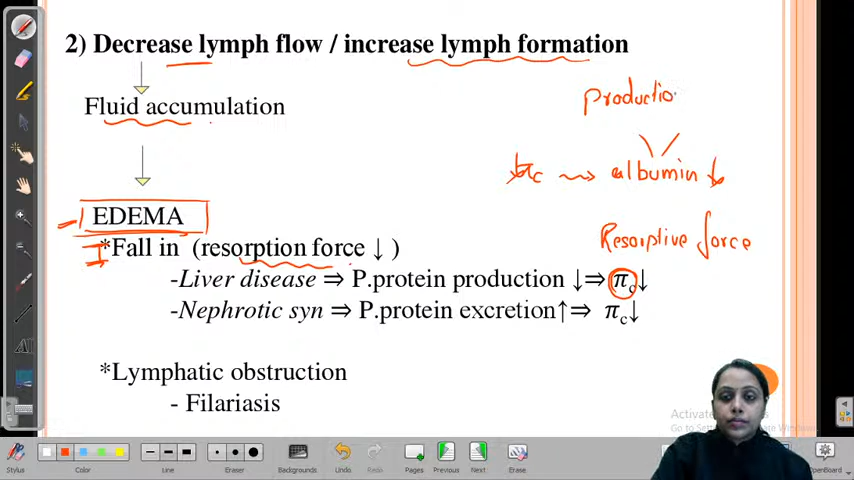 2) Decrease lymph flow / increase lymph formation
Fluid accumulation
Productio
πc albumin
EDEMA
Resorptive force
*Fall in (resorption force ↓ )
-Liver disease ⇒ P.protein production ↓⇒ πc↓
-Nephrotic syn ⇒ P.protein excretion↑⇒ πc↓
*Lymphatic obstruction
- Filariasis
Stylus
Color
Line
Eraser
Backgrounds
Undo
Redo
Pages
Previous
Next
Erase
OpenBoard